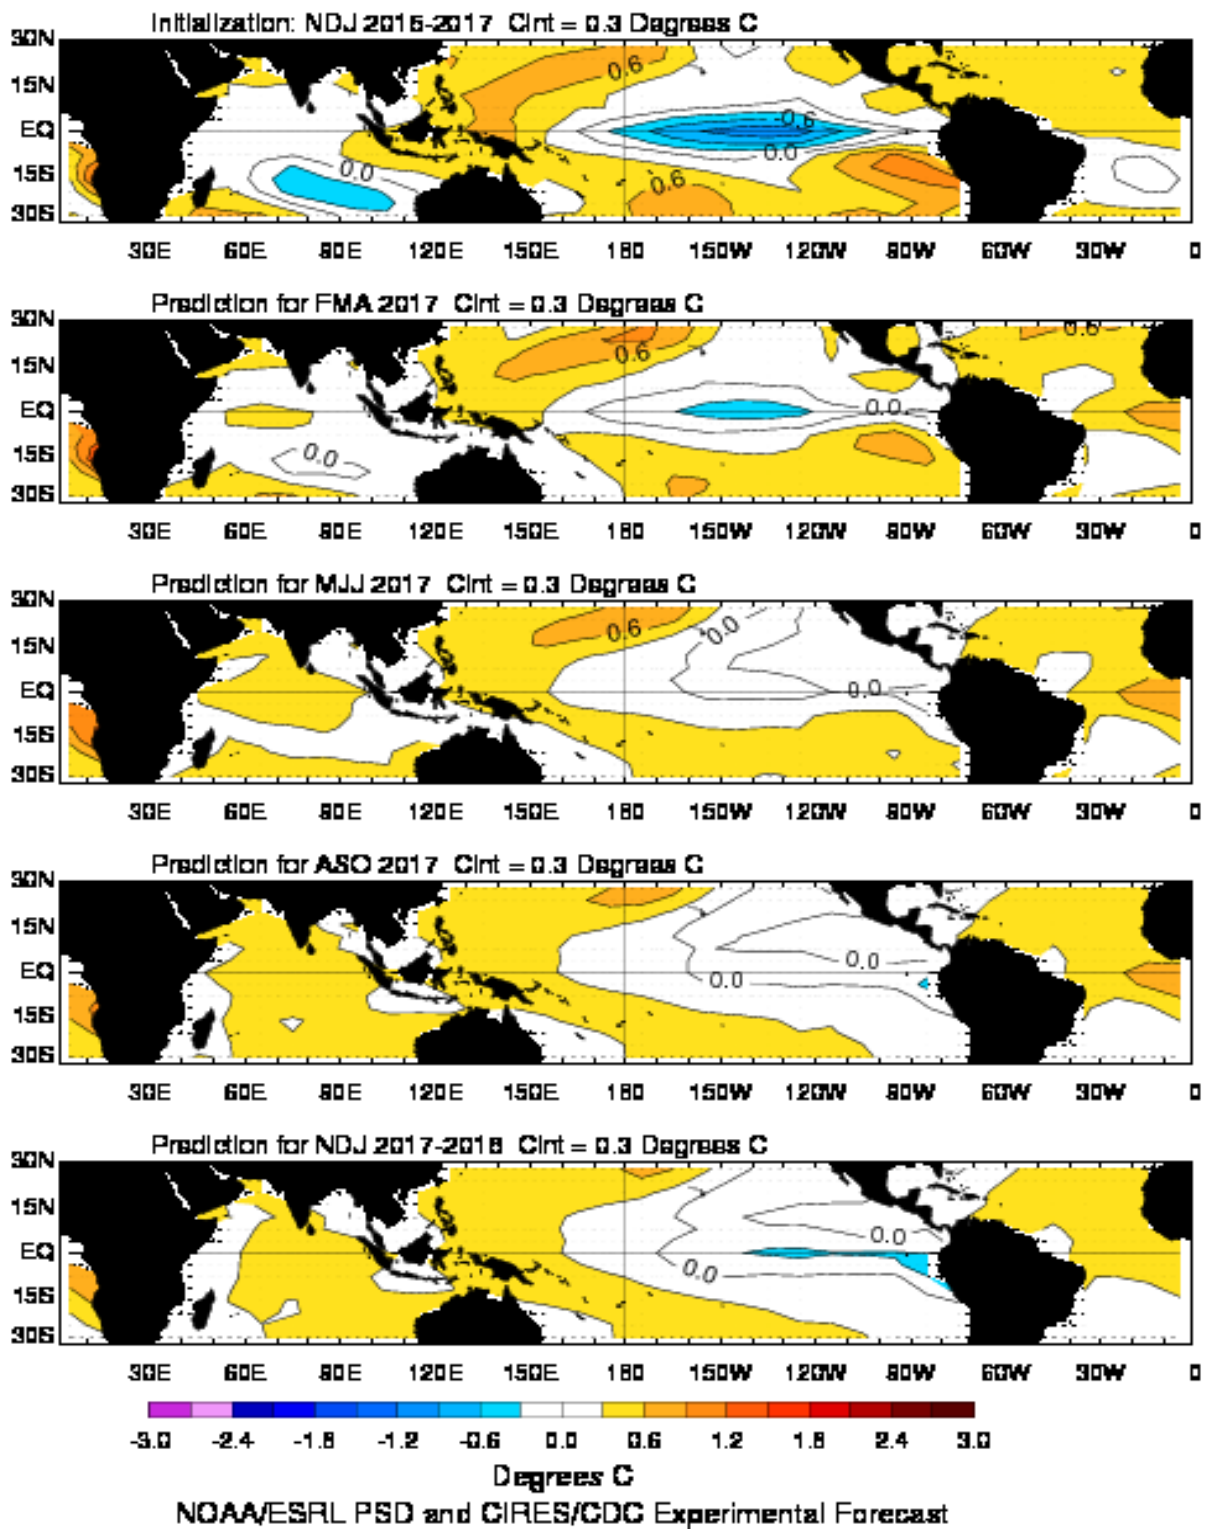 Initialization: NDJ 2016-2017 Cint = 0.3 Degrees C
30N
15N
EQ
15S
30S
0.6
-0.6
0.0
0.0
0.6
30E 60E 90E 120E 150E 180 150W 120W 90W 60W 30W 0
Prediction for FMA 2017 Cint = 0.3 Degrees C
30N
15N
EQ
15S
30S
0.6
0.6
0.0
0.0
30E 60E 90E 120E 150E 180 150W 120W 90W 60W 30W 0
Prediction for MJJ 2017 Cint = 0.3 Degrees C
30N
15N
EQ
15S
30S
0.6
0.0
0.0
30E 60E 90E 120E 150E 180 150W 120W 90W 60W 30W 0
Prediction for ASO 2017 Cint = 0.3 Degrees C
30N
15N
EQ
15S
30S
0.0
0.0
30E 60E 90E 120E 150E 180 150W 120W 90W 60W 30W 0
Prediction for NDJ 2017-2018 Cint = 0.3 Degrees C
30N
15N
EQ
15S
30S
0.0
0.0
30E 60E 90E 120E 150E 180 150W 120W 90W 60W 30W 0
-3.0 -2.4 -1.8 -1.2 -0.6 0.0 0.6 1.2 1.8 2.4 3.0
Degrees C
NOAA/ESRL PSD and CIRES/CDC Experimental Forecast